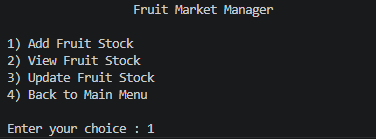 Fruit Market Manager
1) Add Fruit Stock
2) View Fruit Stock
3) Update Fruit Stock
4) Back to Main Menu
Enter your choice : 1